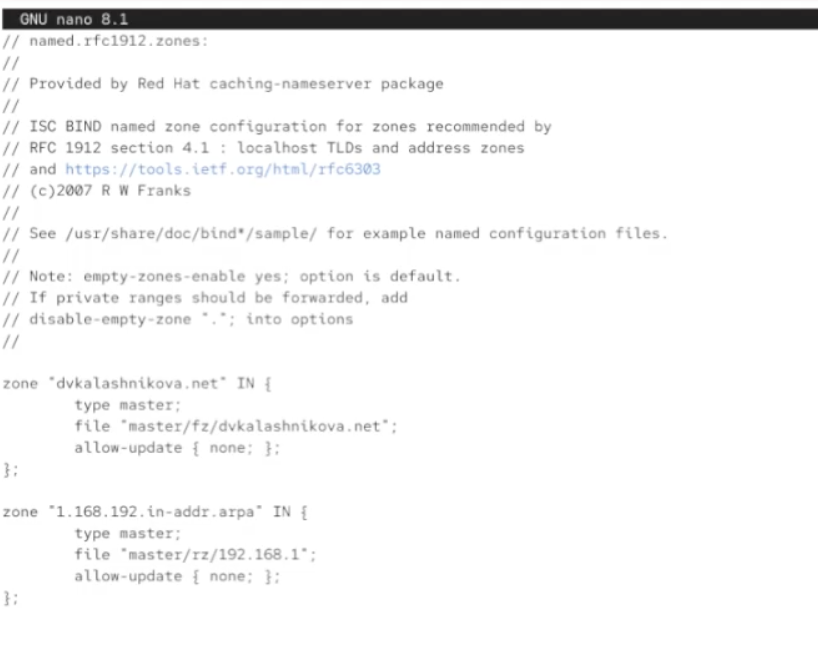 GNU nano 8.1
// named.rfc1912.zones:
//
// Provided by Red Hat caching-nameserver package
//
// ISC BIND named zone configuration for zones recommended by
// RFC 1912 section 4.1 : localhost TLDs and address zones
// and https://tools.ietf.org/html/rfc6303
// (c)2007 R W Franks
//
// See /usr/share/doc/bind*/sample/ for example named configuration files.
//
// Note: empty-zones-enable yes; option is default.
// If private ranges should be forwarded, add
// disable-empty-zone "."; into options
//
zone "dvkalashnikova.net" IN {
        type master;
        file "master/fz/dvkalashnikova.net";
        allow-update { none; };
};
zone "1.168.192.in-addr.arpa" IN {
        type master;
        file "master/rz/192.168.1";
        allow-update { none; };
};